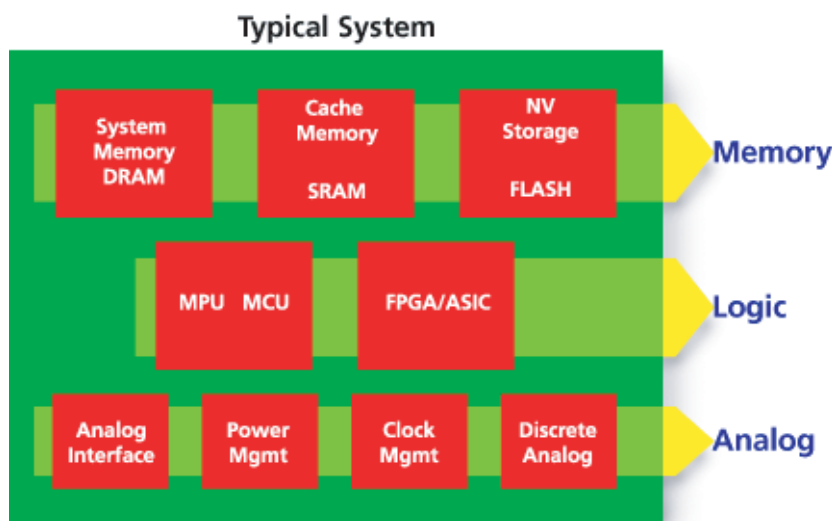 Typical System
System
Memory
DRAM
Cache
Memory
SRAM
NV
Storage
FLASH
Memory
MPU MCU
FPGA/ASIC
Logic
Analog
Interface
Power
Mgmt
Clock
Mgmt
Discrete
Analog
Analog